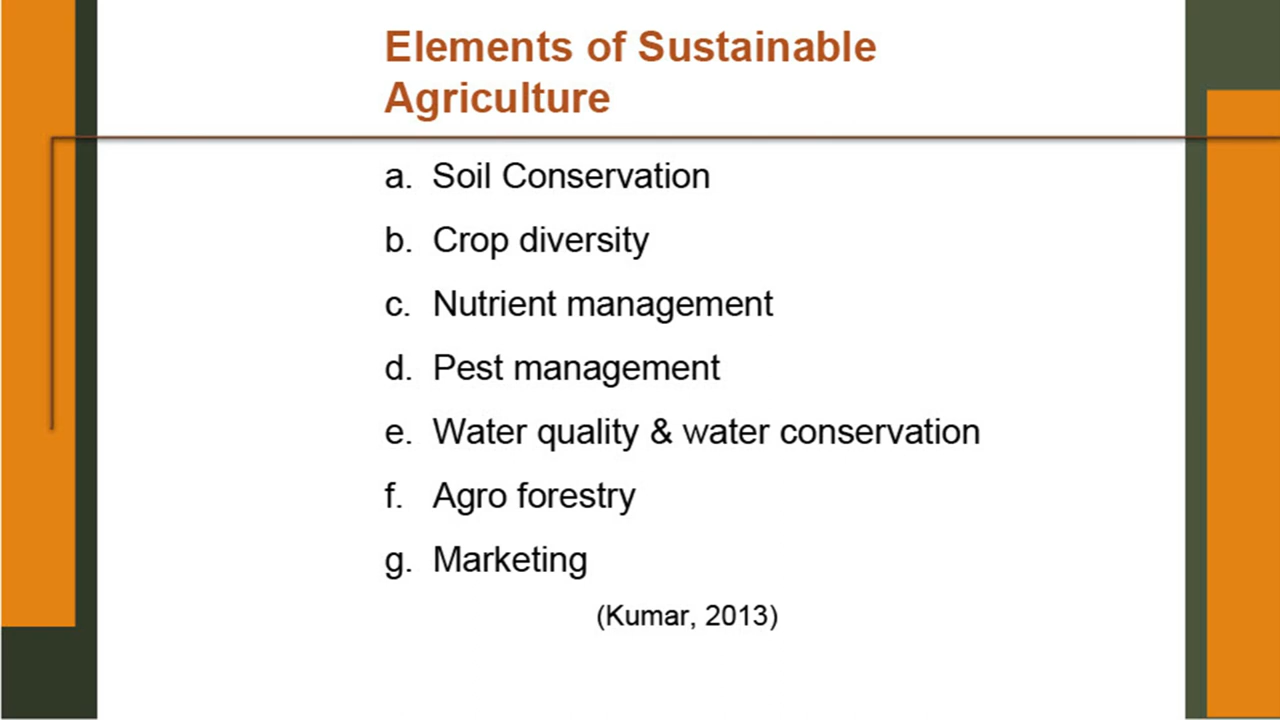 Elements of Sustainable
Agriculture
a. Soil Conservation
b. Crop diversity
c. Nutrient management
d. Pest management
e. Water quality & water conservation
f. Agro forestry
g. Marketing
(Kumar, 2013)